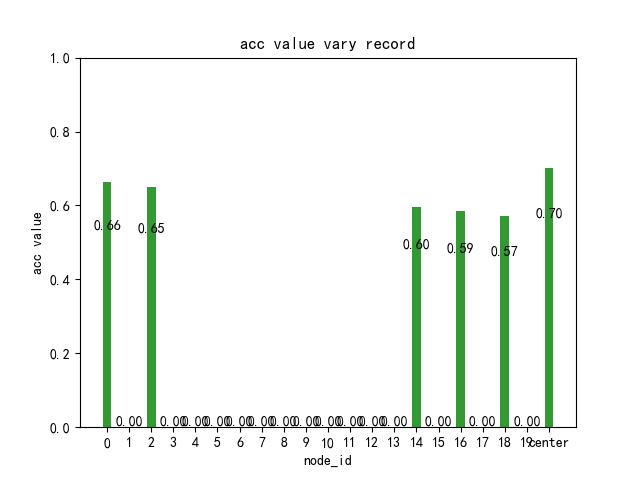 acc value vary record
1.0
0.8
0.6
0.4
0.2
0.0
acc value
0.66 0.00 0.65 0.00 0.00 0.00 0.00 0.00 0.00 0.00 0.00 0.00 0.00 0.00 0.60 0.00 0.59 0.00 0.57 0.00 0.70
0 1 2 3 4 5 6 7 8 9 10 11 12 13 14 15 16 17 18 19 center
node_id